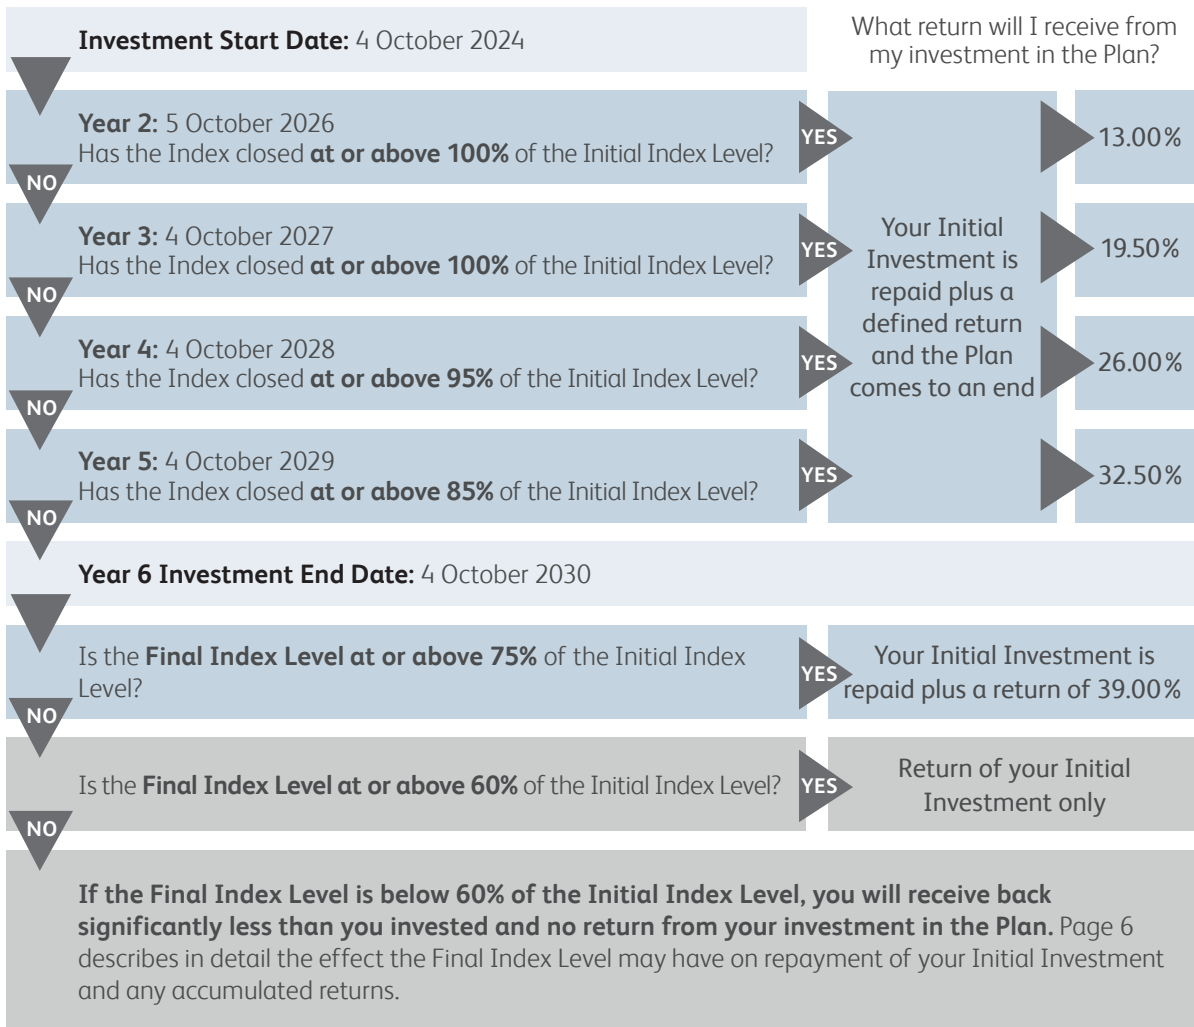 Investment Start Date: 4 October 2024
What return will I receive from
my investment in the Plan?
Year 2: 5 October 2026
Has the Index closed at or above 100% of the Initial Index Level?
YES
13.00%
NO
Year 3: 4 October 2027
Has the Index closed at or above 100% of the Initial Index Level?
YES
19.50%
NO
Year 4: 4 October 2028
Has the Index closed at or above 95% of the Initial Index Level?
YES
26.00%
NO
Year 5: 4 October 2029
Has the Index closed at or above 85% of the Initial Index Level?
YES
32.50%
Your Initial
Investment is
repaid plus a
defined return
and the Plan
comes to an end
NO
Year 6 Investment End Date: 4 October 2030
Is the Final Index Level at or above 75% of the Initial Index
Level?
YES
Your Initial Investment is
repaid plus a return of 39.00%
NO
Is the Final Index Level at or above 60% of the Initial Index Level?
YES
Return of your Initial
Investment only
NO
If the Final Index Level is below 60% of the Initial Index Level, you will receive back
significantly less than you invested and no return from your investment in the Plan. Page 6
describes in detail the effect the Final Index Level may have on repayment of your Initial Investment
and any accumulated returns.